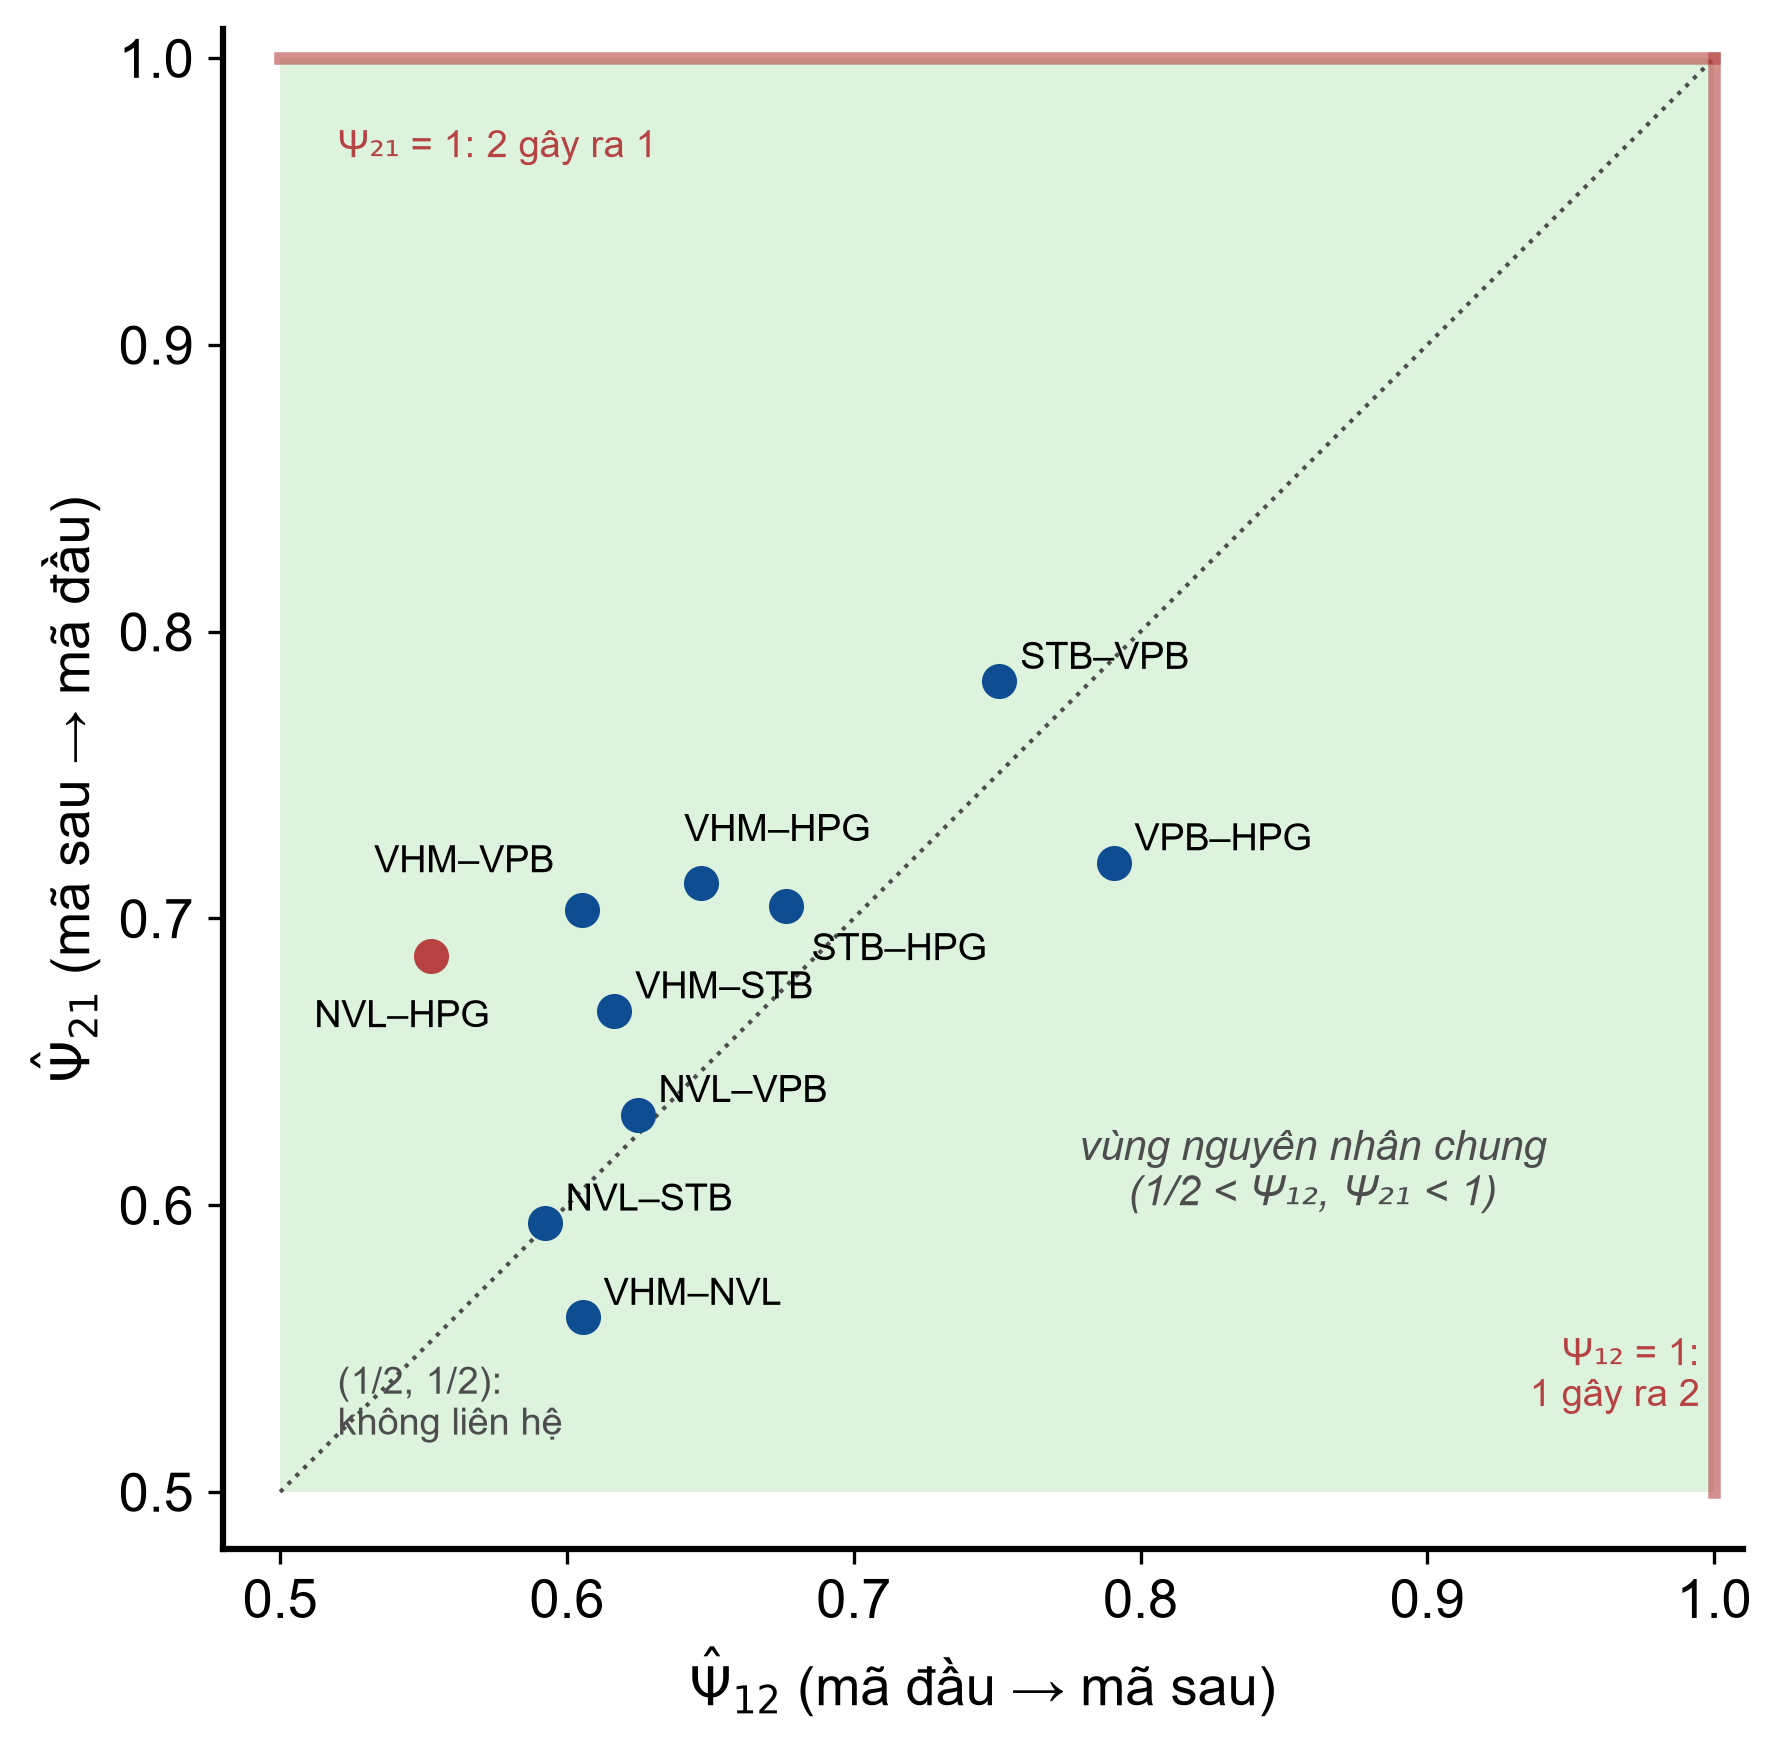 1.0
0.9
0.8
0.7
0.6
0.5
Ψ̂₂₁ (mã sau → mã đầu)
Ψ₂₁ = 1: 2 gây ra 1
STB–VPB
VHM–HPG
VPB–HPG
VHM–VPB
STB–HPG
VHM–STB
NVL–HPG
NVL–VPB
vùng nguyên nhân chung
(1/2 < Ψ₁₂, Ψ₂₁ < 1)
NVL–STB
VHM–NVL
Ψ₁₂ = 1:
1 gây ra 2
(1/2, 1/2):
không liên hệ
0.5 0.6 0.7 0.8 0.9 1.0
Ψ̂₁₂ (mã đầu → mã sau)